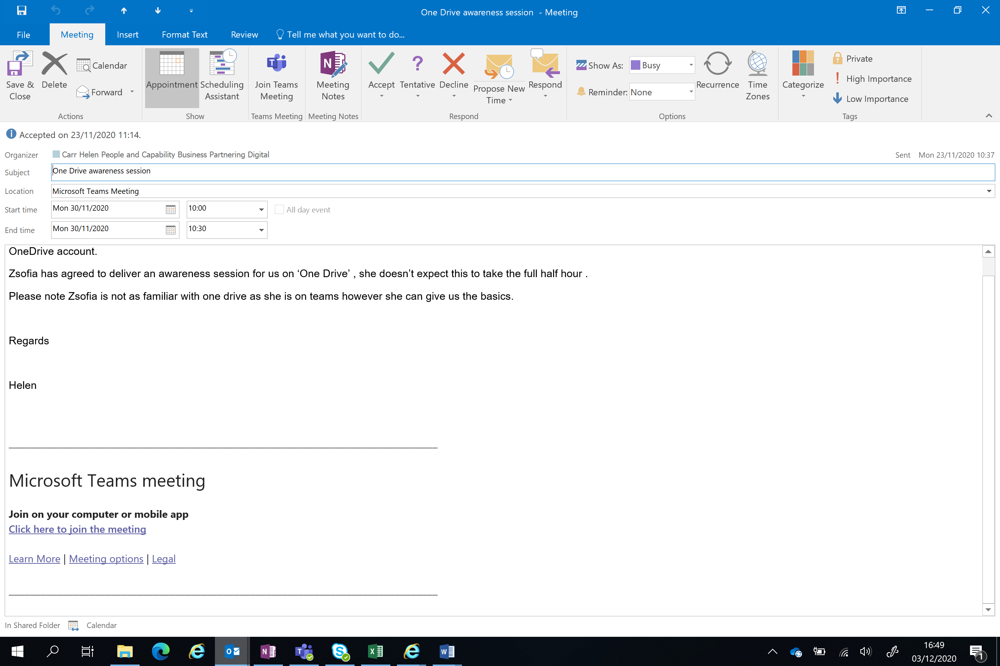 One Drive awareness session - Meeting
File Meeting Insert Format Text Review Tell me what you want to do...
Save & Close
Delete
Calendar
Forward
Actions
Appointment
Scheduling Assistant
Show
Join Teams Meeting
Teams Meeting
Meeting Notes
Meeting Notes
Accept
Tentative
Decline
Propose New Time
Respond
Respond
Show As: Busy
Reminder: None
Recurrence
Time Zones
Options
Categorize
Private
High Importance
Low Importance
Tags
Accepted on 23/11/2020 11:14.
Organizer Carr Helen People and Capability Business Partnering Digital Sent Mon 23/11/2020 10:37
Subject One Drive awareness session
Location Microsoft Teams Meeting
Start time Mon 30/11/2020 10:00 All day event
End time Mon 30/11/2020 10:30
OneDrive account.
Zsofia has agreed to deliver an awareness session for us on ‘One Drive’ , she doesn’t expect this to take the full half hour .
Please note Zsofia is not as familiar with one drive as she is on teams however she can give us the basics.
Regards
Helen
Microsoft Teams meeting
Join on your computer or mobile app
Click here to join the meeting
Learn More | Meeting options | Legal
In Shared Folder Calendar
16:49
03/12/2020
1